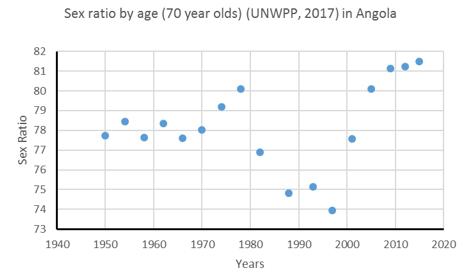 Sex ratio by age (70 year olds) (UNWPP, 2017) in Angola
82
81
80
79
78
77
76
75
74
73
Sex Ratio
1940 1950 1960 1970 1980 1990 2000 2010 2020
Years